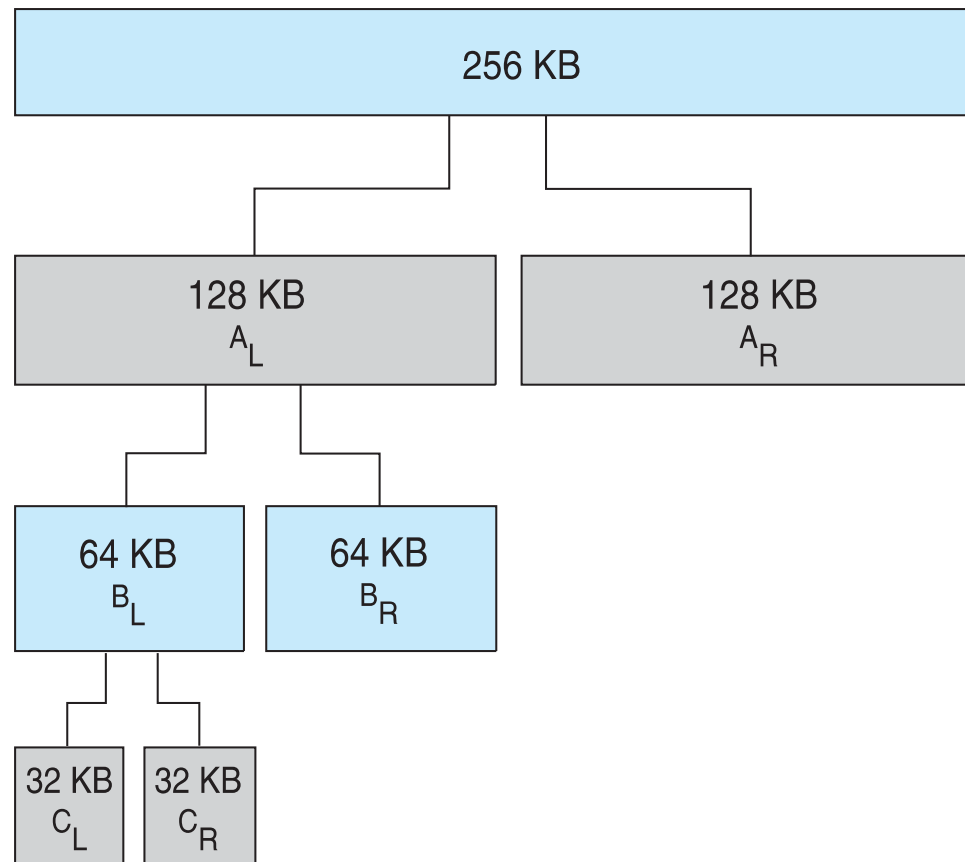 256 KB
128 KB
A_L
128 KB
A_R
64 KB
B_L
64 KB
B_R
32 KB
C_L
32 KB
C_R